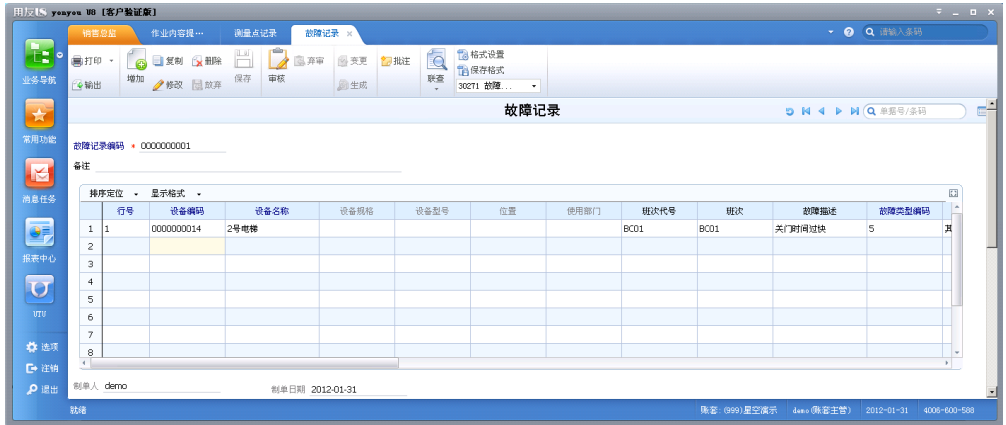 用友U8 yonyou U8 【客户验证版】
销售总监 作业内容提… 测量点记录 故障记录 × 请输入条码
业务导航
常用功能
消息任务
报表中心
UTU
选项
注销
退出
打印 增加 复制 删除 保存 审核 弃审 变更 批注 联查 格式设置
保存格式
输出 修改 放弃 生成 30271 故障...
故障记录 单据号/条码
故障记录编码 * 0000000001
备注
排序定位 显示格式
行号 设备编码 设备名称 设备规格 设备型号 位置 使用部门 班次代号 班次 故障描述 故障类型编码
1 1 0000000014 2号电梯 BC01 BC01 关门时间过快 5 其
2
3
4
5
6
7
8
制单人 demo 制单日期 2012-01-31
就绪 账套: (999)星空演示 demo(账套主管) 2012-01-31 4006-600-588